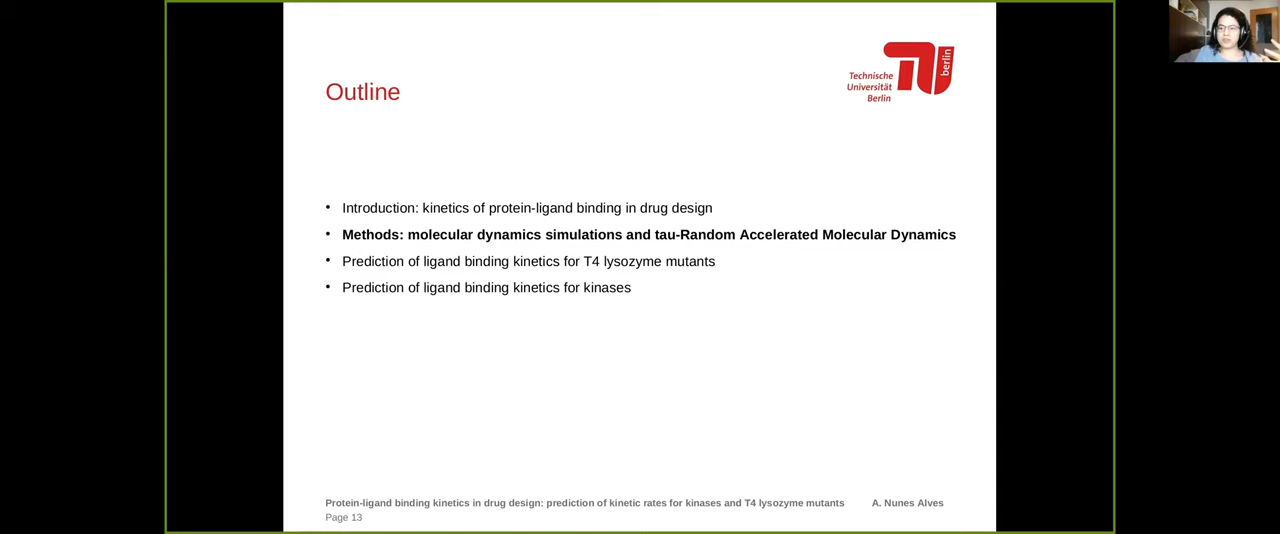 Outline
Technische
Universität
Berlin
berlin
• Introduction: kinetics of protein-ligand binding in drug design
• Methods: molecular dynamics simulations and tau-Random Accelerated Molecular Dynamics
• Prediction of ligand binding kinetics for T4 lysozyme mutants
• Prediction of ligand binding kinetics for kinases
Protein-ligand binding kinetics in drug design: prediction of kinetic rates for kinases and T4 lysozyme mutants A. Nunes Alves
Page 13